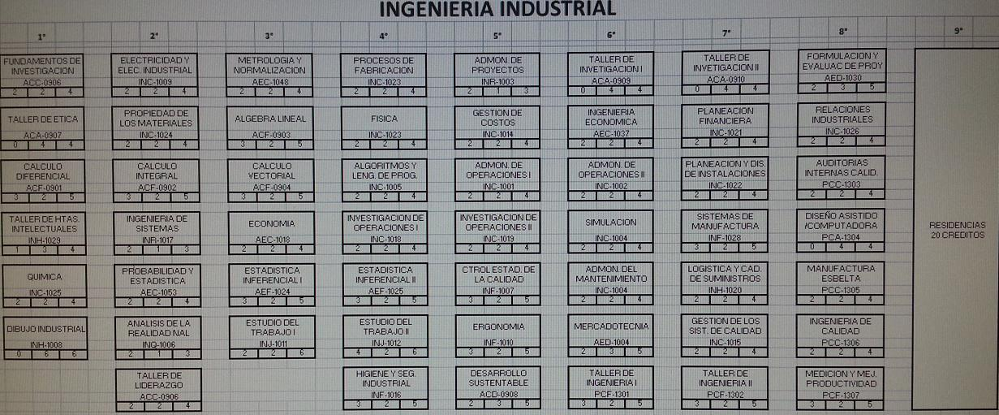 INGENIERIA INDUSTRIAL
1° 2° 3° 4° 5° 6° 7° 8° 9°
FUNDAMENTOS DE
INVESTIGACION
ACC-0906
2 2 4
ELECTRICIDAD Y
ELEC. INDUSTRIAL
INC-1009
2 2 4
METROLOGIA Y
NORMALIZACION
AEC-1048
2 2 4
PROCESOS DE
FABRICACION
INC-1023
2 2 4
ADMON. DE
PROYECTOS
INR-1003
2 1 3
TALLER DE
INVETIGACION I
ACA-0909
0 4 4
TALLER DE
INVETIGACION II
ACA-0910
0 4 4
FORMULACION Y
EVALUAC DE PROY
AED-1030
2 3 5
TALLER DE ETICA
ACA-0907
0 4 4
PROPIEDAD DE
LOS MATERIALES
INC-1024
2 2 4
ALGEBRA LINEAL
ACF-0903
3 2 5
FISICA
INC-1023
2 2 4
GESTION DE
COSTOS
INC-1014
2 2 4
INGENIERIA
ECONOMICA
AEC-1037
2 2 4
PLANEACION
FINANCIERA
INC-1021
2 2 4
RELACIONES
INDUSTRIALES
INC-1026
2 2 4
CALCULO
DIFERENCIAL
ACF-0901
3 2 5
CALCULO
INTEGRAL
ACF-0902
3 2 5
CALCULO
VECTORIAL
ACF-0904
3 2 5
ALGORITMOS Y
LENG. DE PROG.
INC-1005
2 2 4
ADMON. DE
OPERACIONES I
INC-1001
2 2 4
ADMON. DE
OPERACIONES II
INC-1002
2 2 4
PLANEACION Y DIS.
DE INSTALACIONES
INC-1022
2 2 4
AUDITORIAS
INTERNAS CALID.
PCC-1303
2 2 4
TALLER DE HTAS.
INTELECTUALES
INH-1029
1 3 4
INGENIERIA DE
SISTEMAS
INR-1017
2 1 3
ECONOMIA
AEC-1018
2 2 4
INVESTIGACION DE
OPERACIONES I
INC-1018
2 2 4
INVESTIGACION DE
OPERACIONES II
INC-1019
2 2 4
SIMULACION
INC-1004
2 2 4
SISTEMAS DE
MANUFACTURA
INF-1028
3 2 5
DISEÑO ASISTIDO
/COMPUTADORA
PCA-1304
0 4 4
RESIDENCIAS
20 CREDITOS
QUIMICA
INC-1025
2 2 4
PROBABILIDAD Y
ESTADISTICA
AEC-1053
2 2 4
ESTADISTICA
INFERENCIAL I
AEF-1024
3 2 5
ESTADISTICA
INFERENCIAL II
AEF-1025
3 2 5
CTROL ESTAD. DE
LA CALIDAD
INF-1007
3 2 5
ADMON. DEL
MANTENIMIENTO
INC-1004
2 2 4
LOGISTICA Y CAD.
DE SUMINISTROS
INH-1020
2 2 4
MANUFACTURA
ESBELTA
PCC-1305
2 2 4
DIBUJO INDUSTRIAL
INH-1008
0 6 6
ANALISIS DE LA
REALIDAD NAL
INQ-1006
2 1 3
ESTUDIO DEL
TRABAJO I
INJ-1011
2 2 6
ESTUDIO DEL
TRABAJO II
INJ-1012
4 2 6
ERGONOMIA
INF-1010
3 2 5
MERCADOTECNIA
AED-1004
2 3 5
GESTION DE LOS
SIST. DE CALIDAD
INC-1015
2 2 4
INGENIERIA DE
CALIDAD
PCC-1306
2 2 4
TALLER DE
LIDERAZGO
ACC-0906
2 2 4
HIGIENE Y SEG.
INDUSTRIAL
INF-1016
3 2 5
DESARROLLO
SUSTENTABLE
ACD-0908
2 3 5
TALLER DE
INGENIERIA I
PCF-1301
3 2 5
TALLER DE
INGENIERIA II
PCF-1302
3 2 5
MEDICION Y MEJ.
PRODUCTIVIDAD
PCF-1307
3 2 5